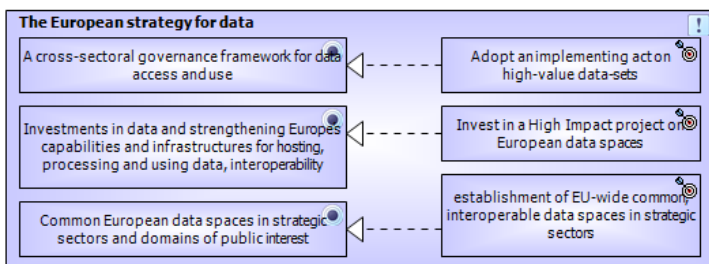 The European strategy for data
!
A cross-sectoral governance framework for data
access and use
Adopt an implementing act on
high-value data-sets
Investments in data and strengthening Europe's
capabilities and infrastructures for hosting,
processing and using data, interoperability
Invest in a High Impact project on
European data spaces
Common European data spaces in strategic
sectors and domains of public interest
establishment of EU-wide common,
interoperable data spaces in strategic
sectors